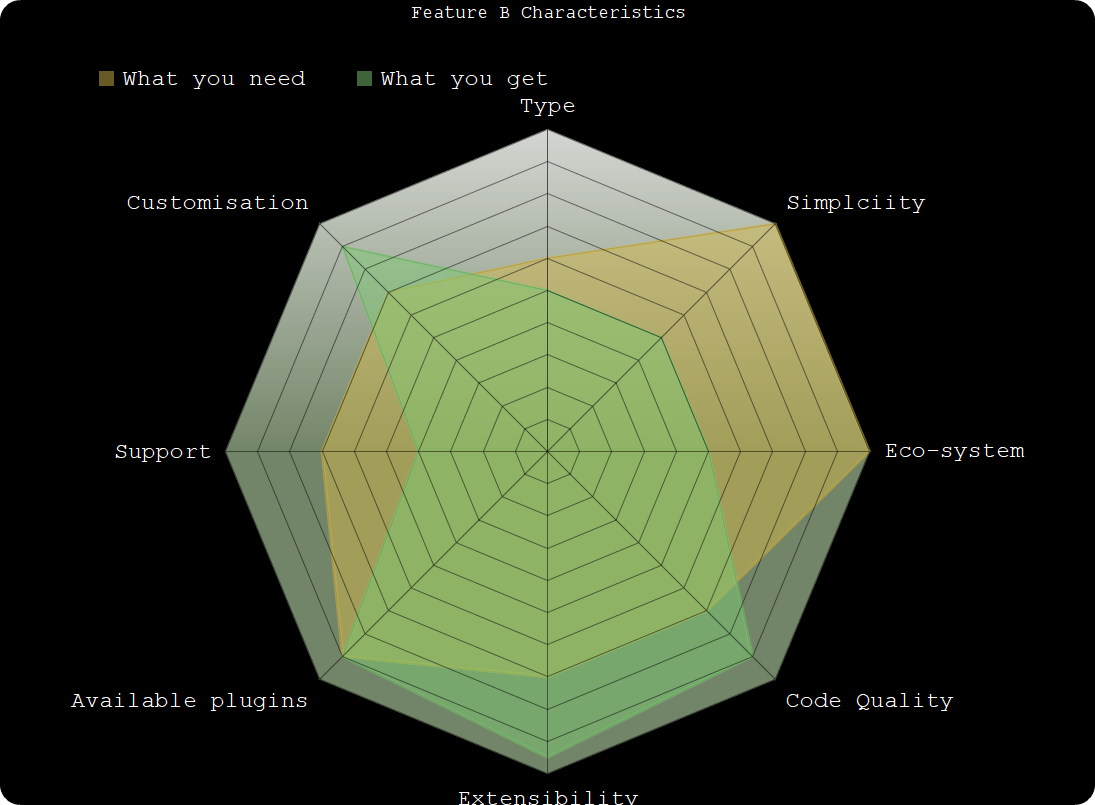 Feature B Characteristics
What you need
What you get
Type
Customisation
Simplciity
Support
Eco-system
Available plugins
Code Quality
Extensibility